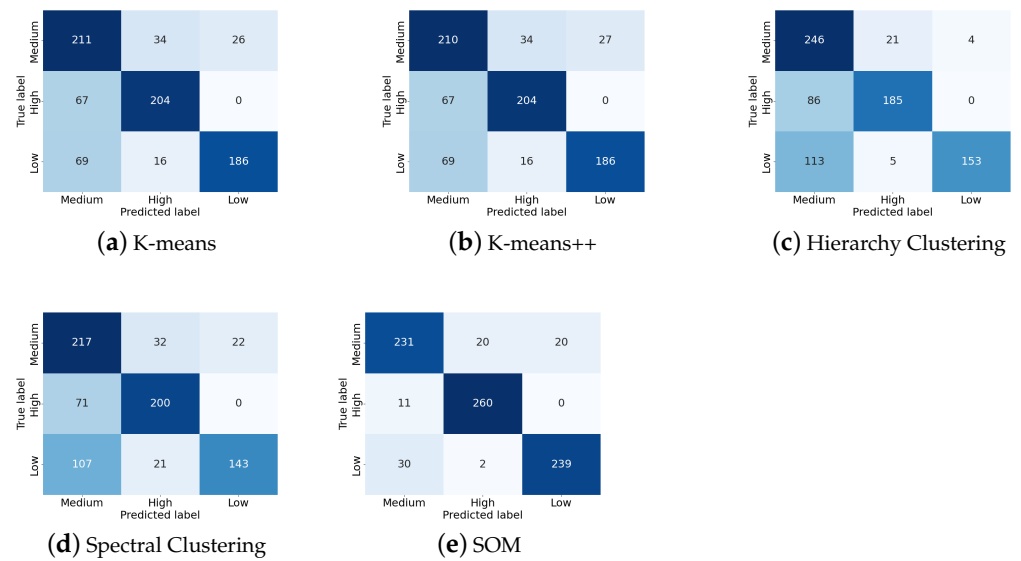 Medium 211 34 26
True label
High 67 204 0
Low 69 16 186
Medium High Low
Predicted label
(a) K-means
Medium 210 34 27
True label
High 67 204 0
Low 69 16 186
Medium High Low
Predicted label
(b) K-means++
Medium 246 21 4
True label
High 86 185 0
Low 113 5 153
Medium High Low
Predicted label
(c) Hierarchy Clustering
Medium 217 32 22
True label
High 71 200 0
Low 107 21 143
Medium High Low
Predicted label
(d) Spectral Clustering
Medium 231 20 20
True label
High 11 260 0
Low 30 2 239
Medium High Low
Predicted label
(e) SOM